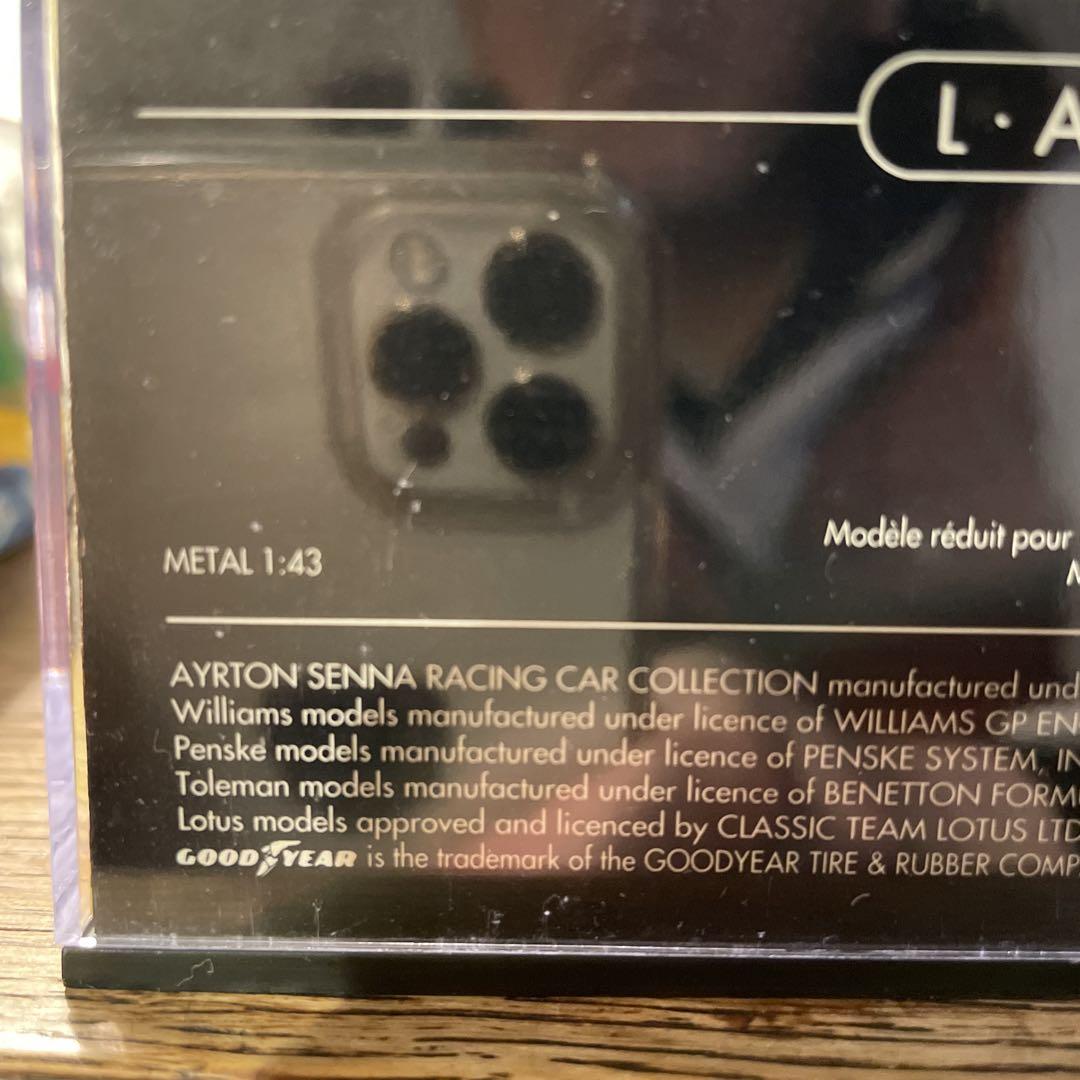 L·A
METAL 1:43
Modèle réduit pour
AYRTON SENNA RACING CAR COLLECTION manufactured und
Williams models manufactured under licence of WILLIAMS GP EN
Penske models manufactured under licence of PENSKE SYSTEM, IN
Toleman models manufactured under licence of BENETTON FORM
Lotus models approved and licenced by CLASSIC TEAM LOTUS LTD
GOODYEAR is the trademark of the GOODYEAR TIRE & RUBBER COMP